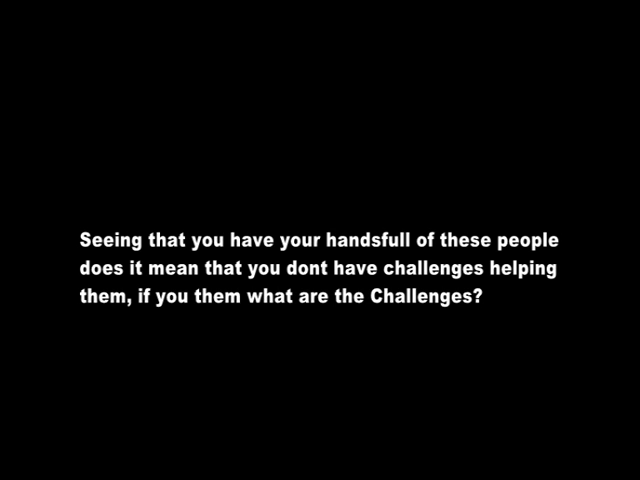 Seeing that you have your handsfull of these people
does it mean that you dont have challenges helping
them, if you them what are the Challenges?